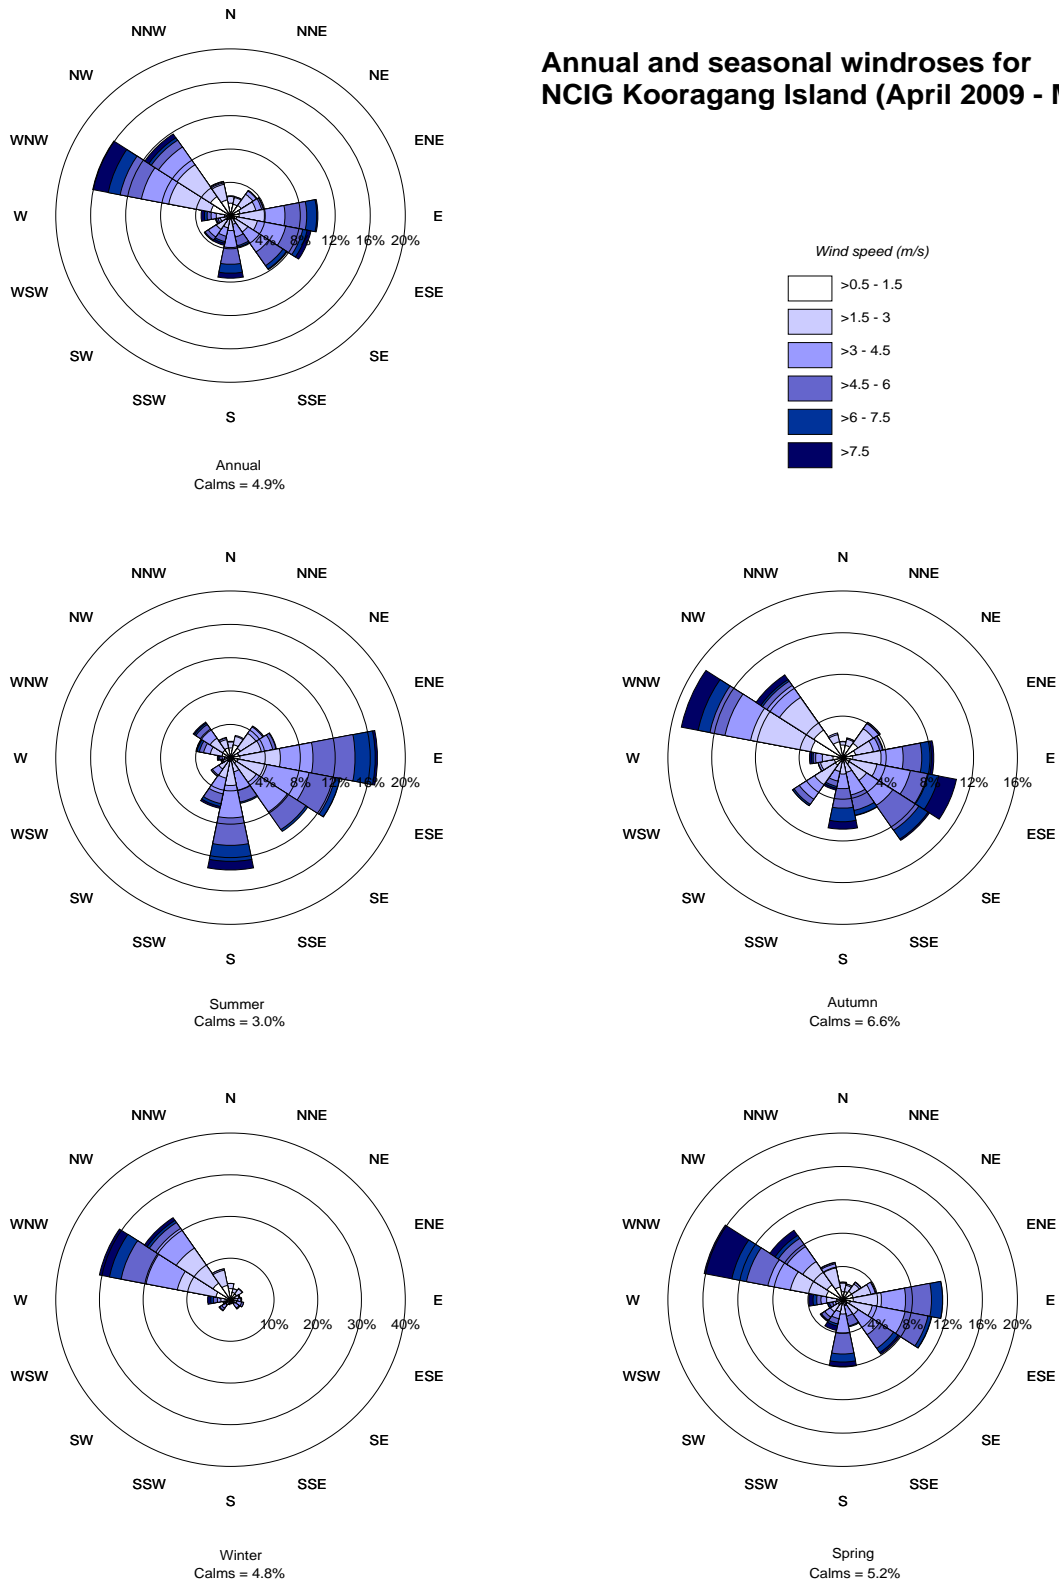 Annual and seasonal windroses for
NCIG Kooragang Island (April 2009 -
N
NNW NNE
NW NE
WNW ENE
W E
4% 8% 12% 16% 20%
WSW ESE
SW SE
SSW SSE
S
Annual
Calms = 4.9%
Wind speed (m/s)
>0.5 - 1.5
>1.5 - 3
>3 - 4.5
>4.5 - 6
>6 - 7.5
>7.5
N
NNW NNE
NW NE
WNW ENE
W E
4% 8% 12% 16% 20%
WSW ESE
SW SE
SSW SSE
S
Summer
Calms = 3.0%
N
NNW NNE
NW NE
WNW ENE
W E
4% 8% 12% 16%
WSW ESE
SW SE
SSW SSE
S
Autumn
Calms = 6.6%
N
NNW NNE
NW NE
WNW ENE
W E
10% 20% 30% 40%
WSW ESE
SW SE
SSW SSE
S
Winter
Calms = 4.8%
N
NNW NNE
NW NE
WNW ENE
W E
4% 8% 12% 16% 20%
WSW ESE
SW SE
SSW SSE
S
Spring
Calms = 5.2%